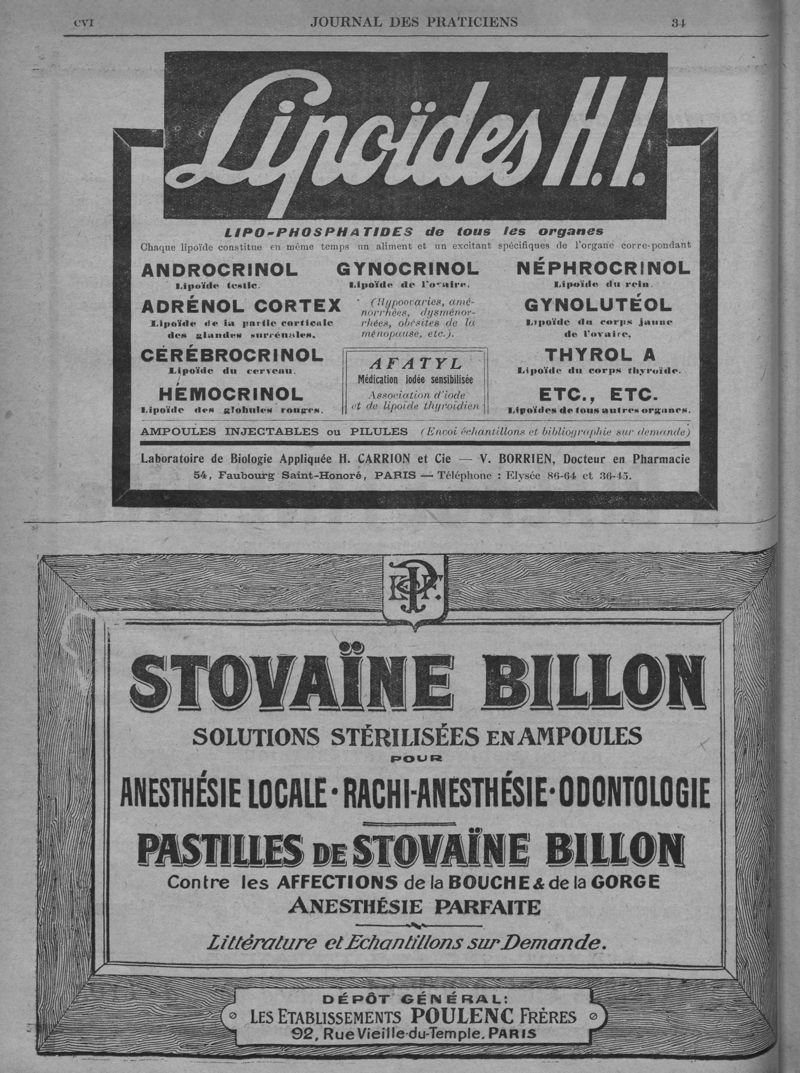 CVI JOURNAL DES PRATICIENS 34
Lipoïdes H.I.
LIPO-PHOSPHATIDES de tous les organes
Chaque lipoïde constitue en même temps un aliment et un excitant spécifiques de l'organe corre-pondant
ANDROCRINOL
Lipoïde testic.
ADRÉNOL CORTEX
Lipoïde de la partie corticale
des glandes surrénales.
CÉRÉBROCRINOL
Lipoïde du cerveau.
HÉMOCRINOL
Lipoïde des globules rouges.
GYNOCRINOL
Lipoïde de l'ovaire.
(Hypoovaries, amé-
norrhées, dysménor-
rhées, obésités de la
ménopause, etc.).
AFATYL
Médication iodée sensibilisée
Association d'iode
et de lipoïde thyroïdien
NÉPHROCRINOL
Lipoïde du rein.
GYNOLUTÉOL
Lipoïde du corps jaune
de l'ovaire.
THYROL A
Lipoïde du corps thyroïde.
ETC., ETC.
Lipoïdes de tous autres organes.
AMPOULES INJECTABLES ou PILULES (Envoi échantillons et bibliographie sur demande)
Laboratoire de Biologie Appliquée H. CARRION et Cie — V. BORRIEN, Docteur en Pharmacie
54, Faubourg Saint-Honoré, PARIS — Téléphone : Elysée 86-64 et 36-45.
STOVAÏNE BILLON
SOLUTIONS STÉRILISÉES EN AMPOULES
POUR
ANESTHÉSIE LOCALE · RACHI-ANESTHÉSIE · ODONTOLOGIE
PASTILLES DE STOVAÏNE BILLON
Contre les AFFECTIONS de la BOUCHE & de la GORGE
ANESTHÉSIE PARFAITE
Littérature et Echantillons sur Demande.
DÉPÔT GÉNÉRAL:
LES ETABLISSEMENTS POULENC FRÈRES
92, Rue Vieille-du-Temple, PARIS